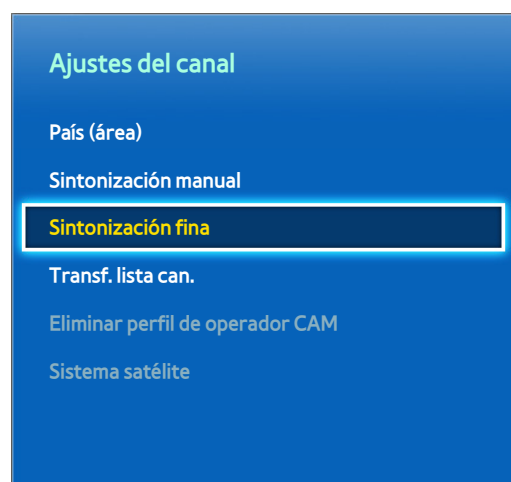 Ajustes del canal
País (área)
Sintonización manual
Sintonización fina
Transf. lista can.
Eliminar perfil de operador CAM
Sistema satélite